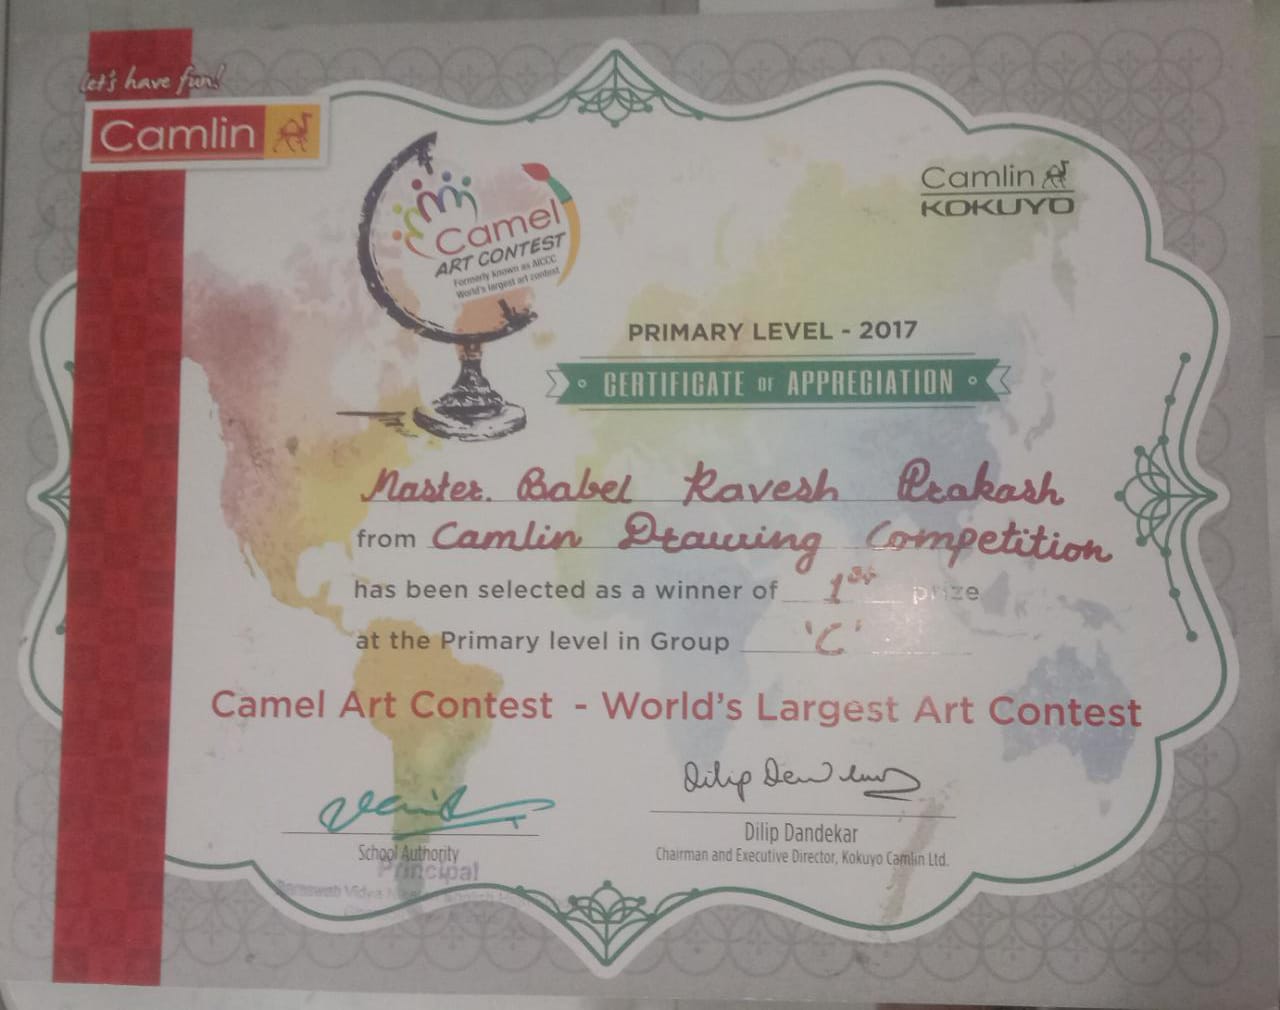 let's have fun!
Camlin
Camel
ART CONTEST
Formerly known as AICCC
World's largest art contest
Camlin
KOKUYO
PRIMARY LEVEL - 2017
CERTIFICATE OF APPRECIATION
Master. Babel Ravesh Prakash
from Camlin Drawing Competition
has been selected as a winner of 1st prize
at the Primary level in Group 'C'
Camel Art Contest - World's Largest Art Contest
Dilip Dandekar
School Authority
Dilip Dandekar
Chairman and Executive Director, Kokuyo Camlin Ltd.
Principal